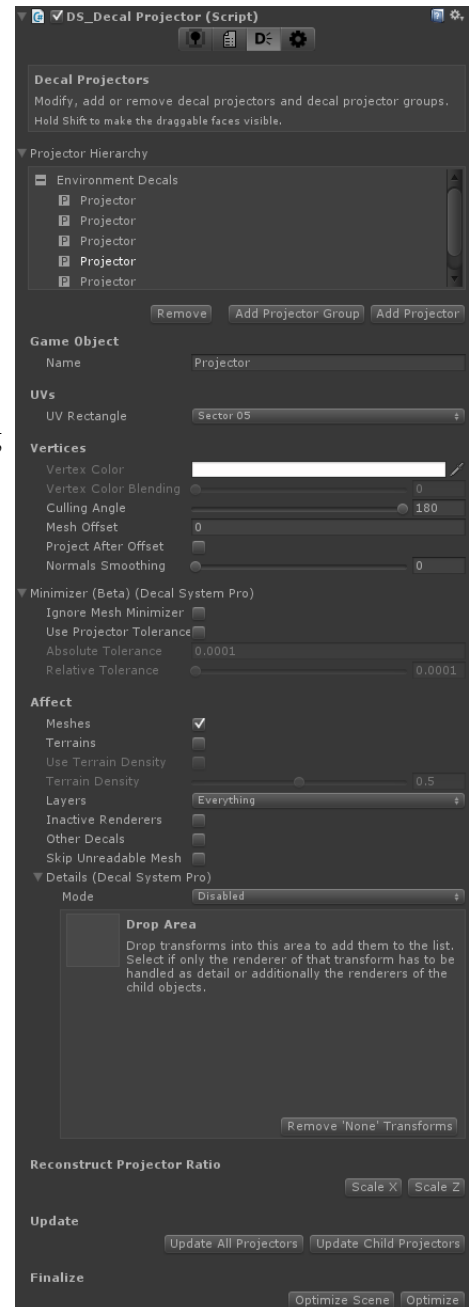 DS_Decal Projector (Script)
D
Decal Projectors
Modify, add or remove decal projectors and decal projector groups.
Hold Shift to make the draggable faces visible.
Projector Hierarchy
Environment Decals
P Projector
P Projector
P Projector
P Projector
P Projector
Remove Add Projector Group Add Projector
Game Object
Name Projector
UVs
UV Rectangle Sector 05
Vertices
Vertex Color
Vertex Color Blending 0
Culling Angle 180
Mesh Offset 0
Project After Offset
Normals Smoothing 0
Minimizer (Beta) (Decal System Pro)
Ignore Mesh Minimizer
Use Projector Tolerance
Absolute Tolerance 0.0001
Relative Tolerance 0.0001
Affect
Meshes
Terrains
Use Terrain Density
Terrain Density 0.5
Layers Everything
Inactive Renderers
Other Decals
Skip Unreadable Mesh
Details (Decal System Pro)
Mode Disabled
Drop Area
Drop transforms into this area to add them to the list.
Select if only the renderer of that transform has to be
handled as detail or additionally the renderers of the
child objects.
Remove 'None' Transforms
Reconstruct Projector Ratio
Scale X Scale Z
Update
Update All Projectors Update Child Projectors
Finalize
Optimize Scene Optimize